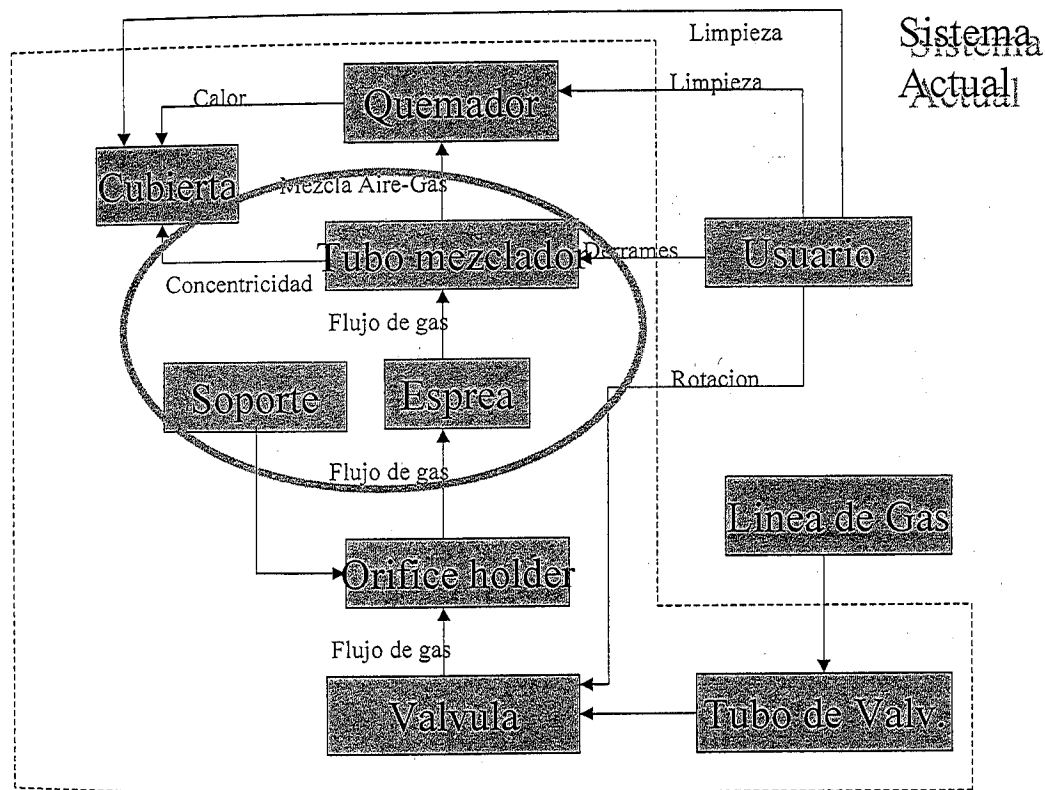 Sistema
Actual
Limpieza
Limpieza
Calor
Quemador
Cubierta
Mezcla Aire-Gas
Tubo mezclador
Derrames
Usuario
Concentricidad
Flujo de gas
Soporte
Esprea
Rotacion
Flujo de gas
Linea de Gas
Orifice holder
Flujo de gas
Valvula
Tubo de Valv.